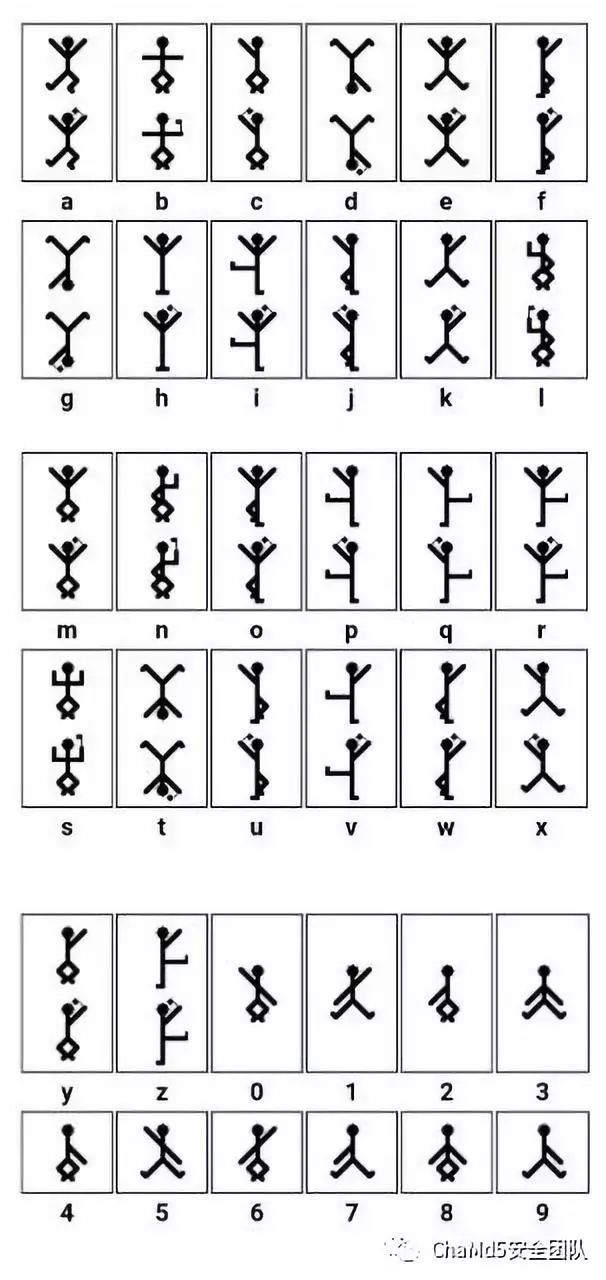 a b c d e f
g h i j k l
m n o p q r
s t u v w x
y z 0 1 2 3
4 5 6 7 8 9
ChaMd5安全团队